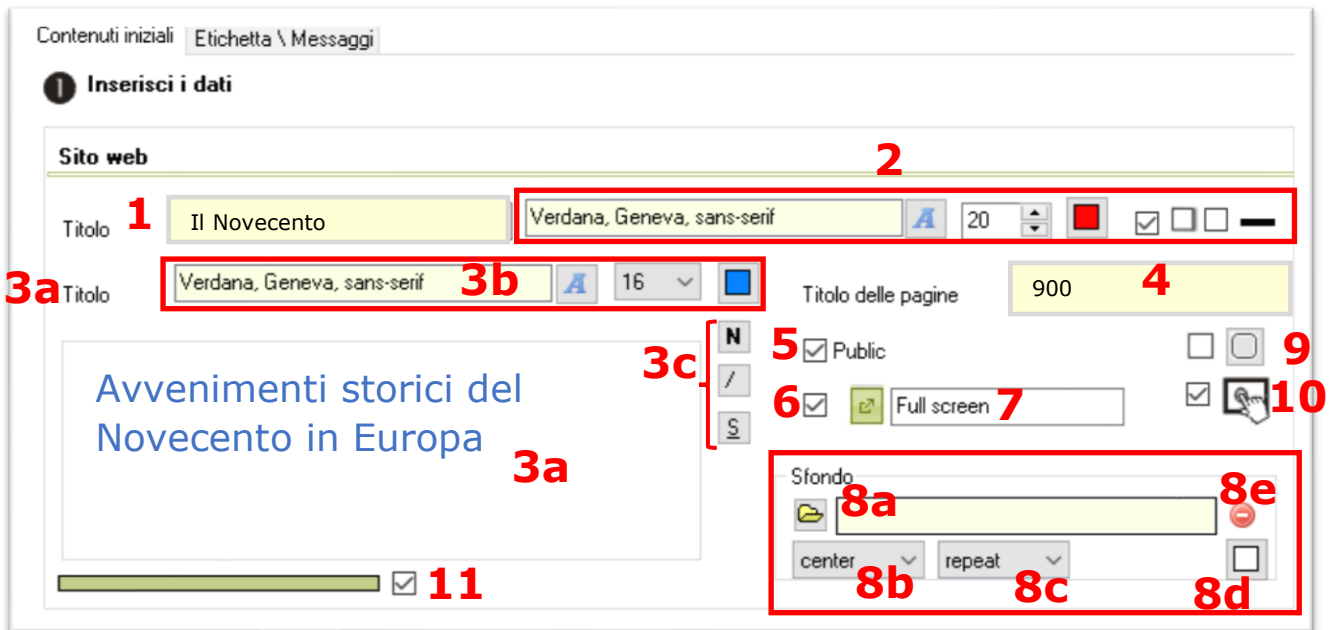 Contenuti iniziali Etichetta \ Messaggi
1 Inserisci i dati
Sito web
2
Titolo 1 Il Novecento Verdana, Geneva, sans-serif A 20
3a Titolo Verdana, Geneva, sans-serif 3b A 16 Titolo delle pagine 900 4
N 5 Public 9
3c /
6 Full screen 7 10
S
Avvenimenti storici del
Novecento in Europa
3a
Sfondo
8a 8e
center repeat
8b 8c 8d
11